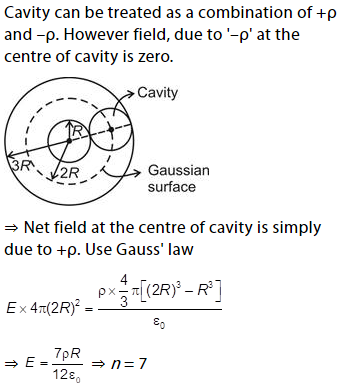 Cavity can be treated as a combination of +ρ
and –ρ. However field, due to '–ρ' at the
centre of cavity is zero.
Cavity
R
3R
2R
Gaussian
surface
⇒ Net field at the centre of cavity is simply
due to +ρ. Use Gauss' law
E × 4π(2R)² = ρ × 4/3 π[(2R)³ – R³] / ε₀
⇒ E = 7ρR / 12ε₀ ⇒ n = 7